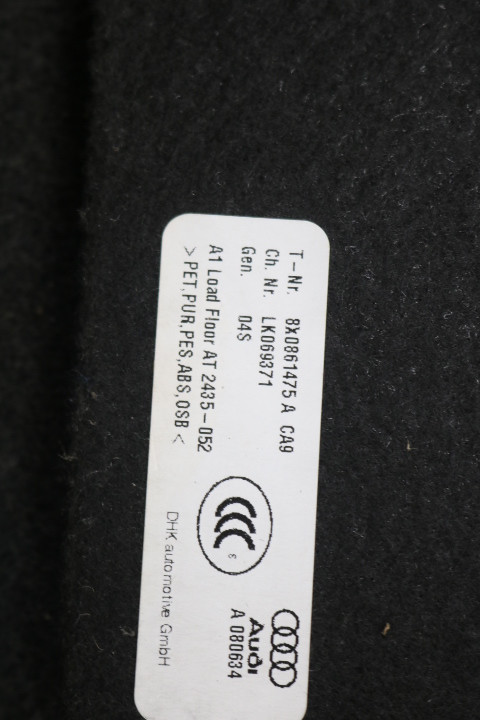 T-Nr. 8X0861475 A CA9
Ch. Nr. LK069371
Gen. 04S
A1 Load Floor AT 2435-052
> PET,PUR,PES,ABS,OSB <
CCC
Audi
A 080634
DHK automotive GmbH